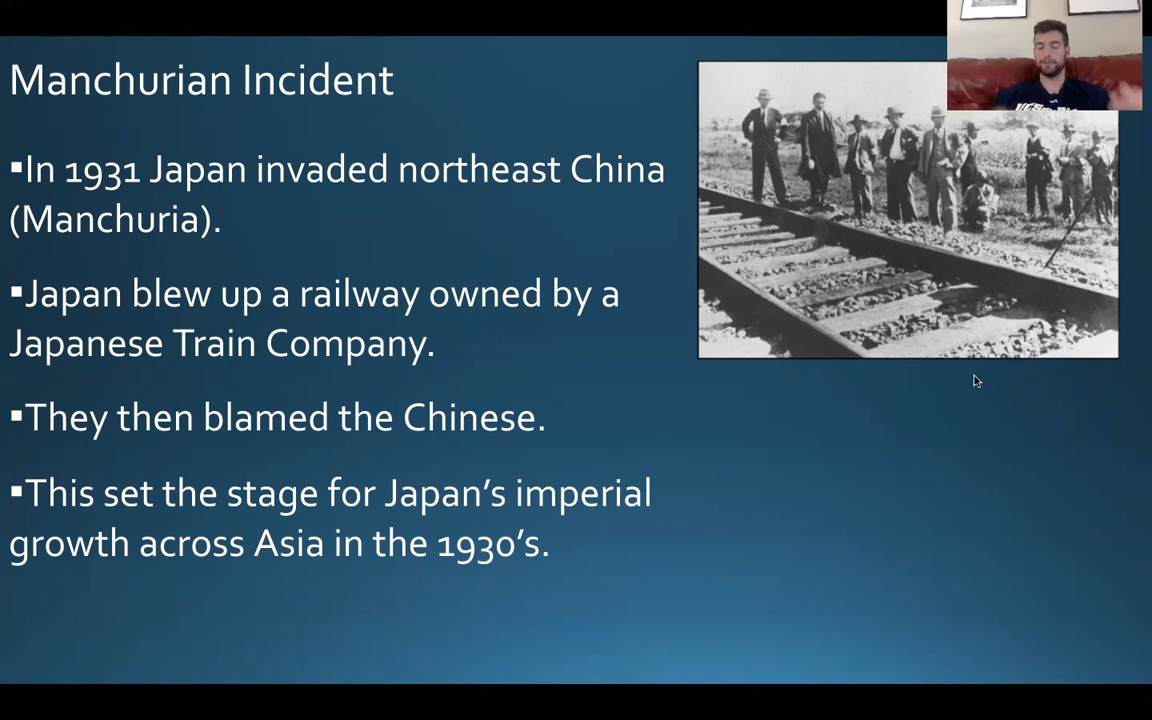 Manchurian Incident
▪In 1931 Japan invaded northeast China
(Manchuria).
▪Japan blew up a railway owned by a
Japanese Train Company.
▪They then blamed the Chinese.
▪This set the stage for Japan’s imperial
growth across Asia in the 1930’s.